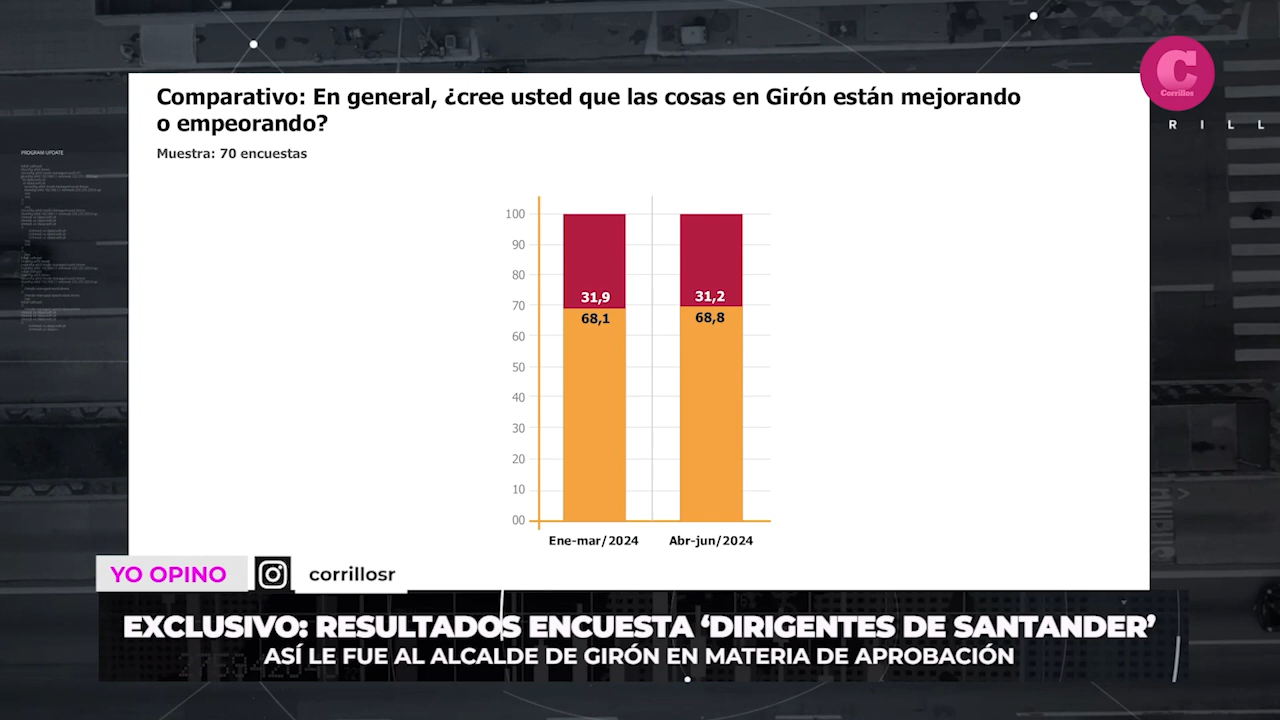 Comparativo: En general, ¿cree usted que las cosas en Girón están mejorando
o empeorando?
Muestra: 70 encuestas
C
Corrillos
R I L L
PROGRAM UPDATE
100
90
80
70
60
50
40
30
20
10
00
31,9
68,1
31,2
68,8
Ene-mar/2024
Abr-jun/2024
YO OPINO
corrillosr
EXCLUSIVO: RESULTADOS ENCUESTA ‘DIRIGENTES DE SANTANDER’
ASÍ LE FUE AL ALCALDE DE GIRÓN EN MATERIA DE APROBACIÓN